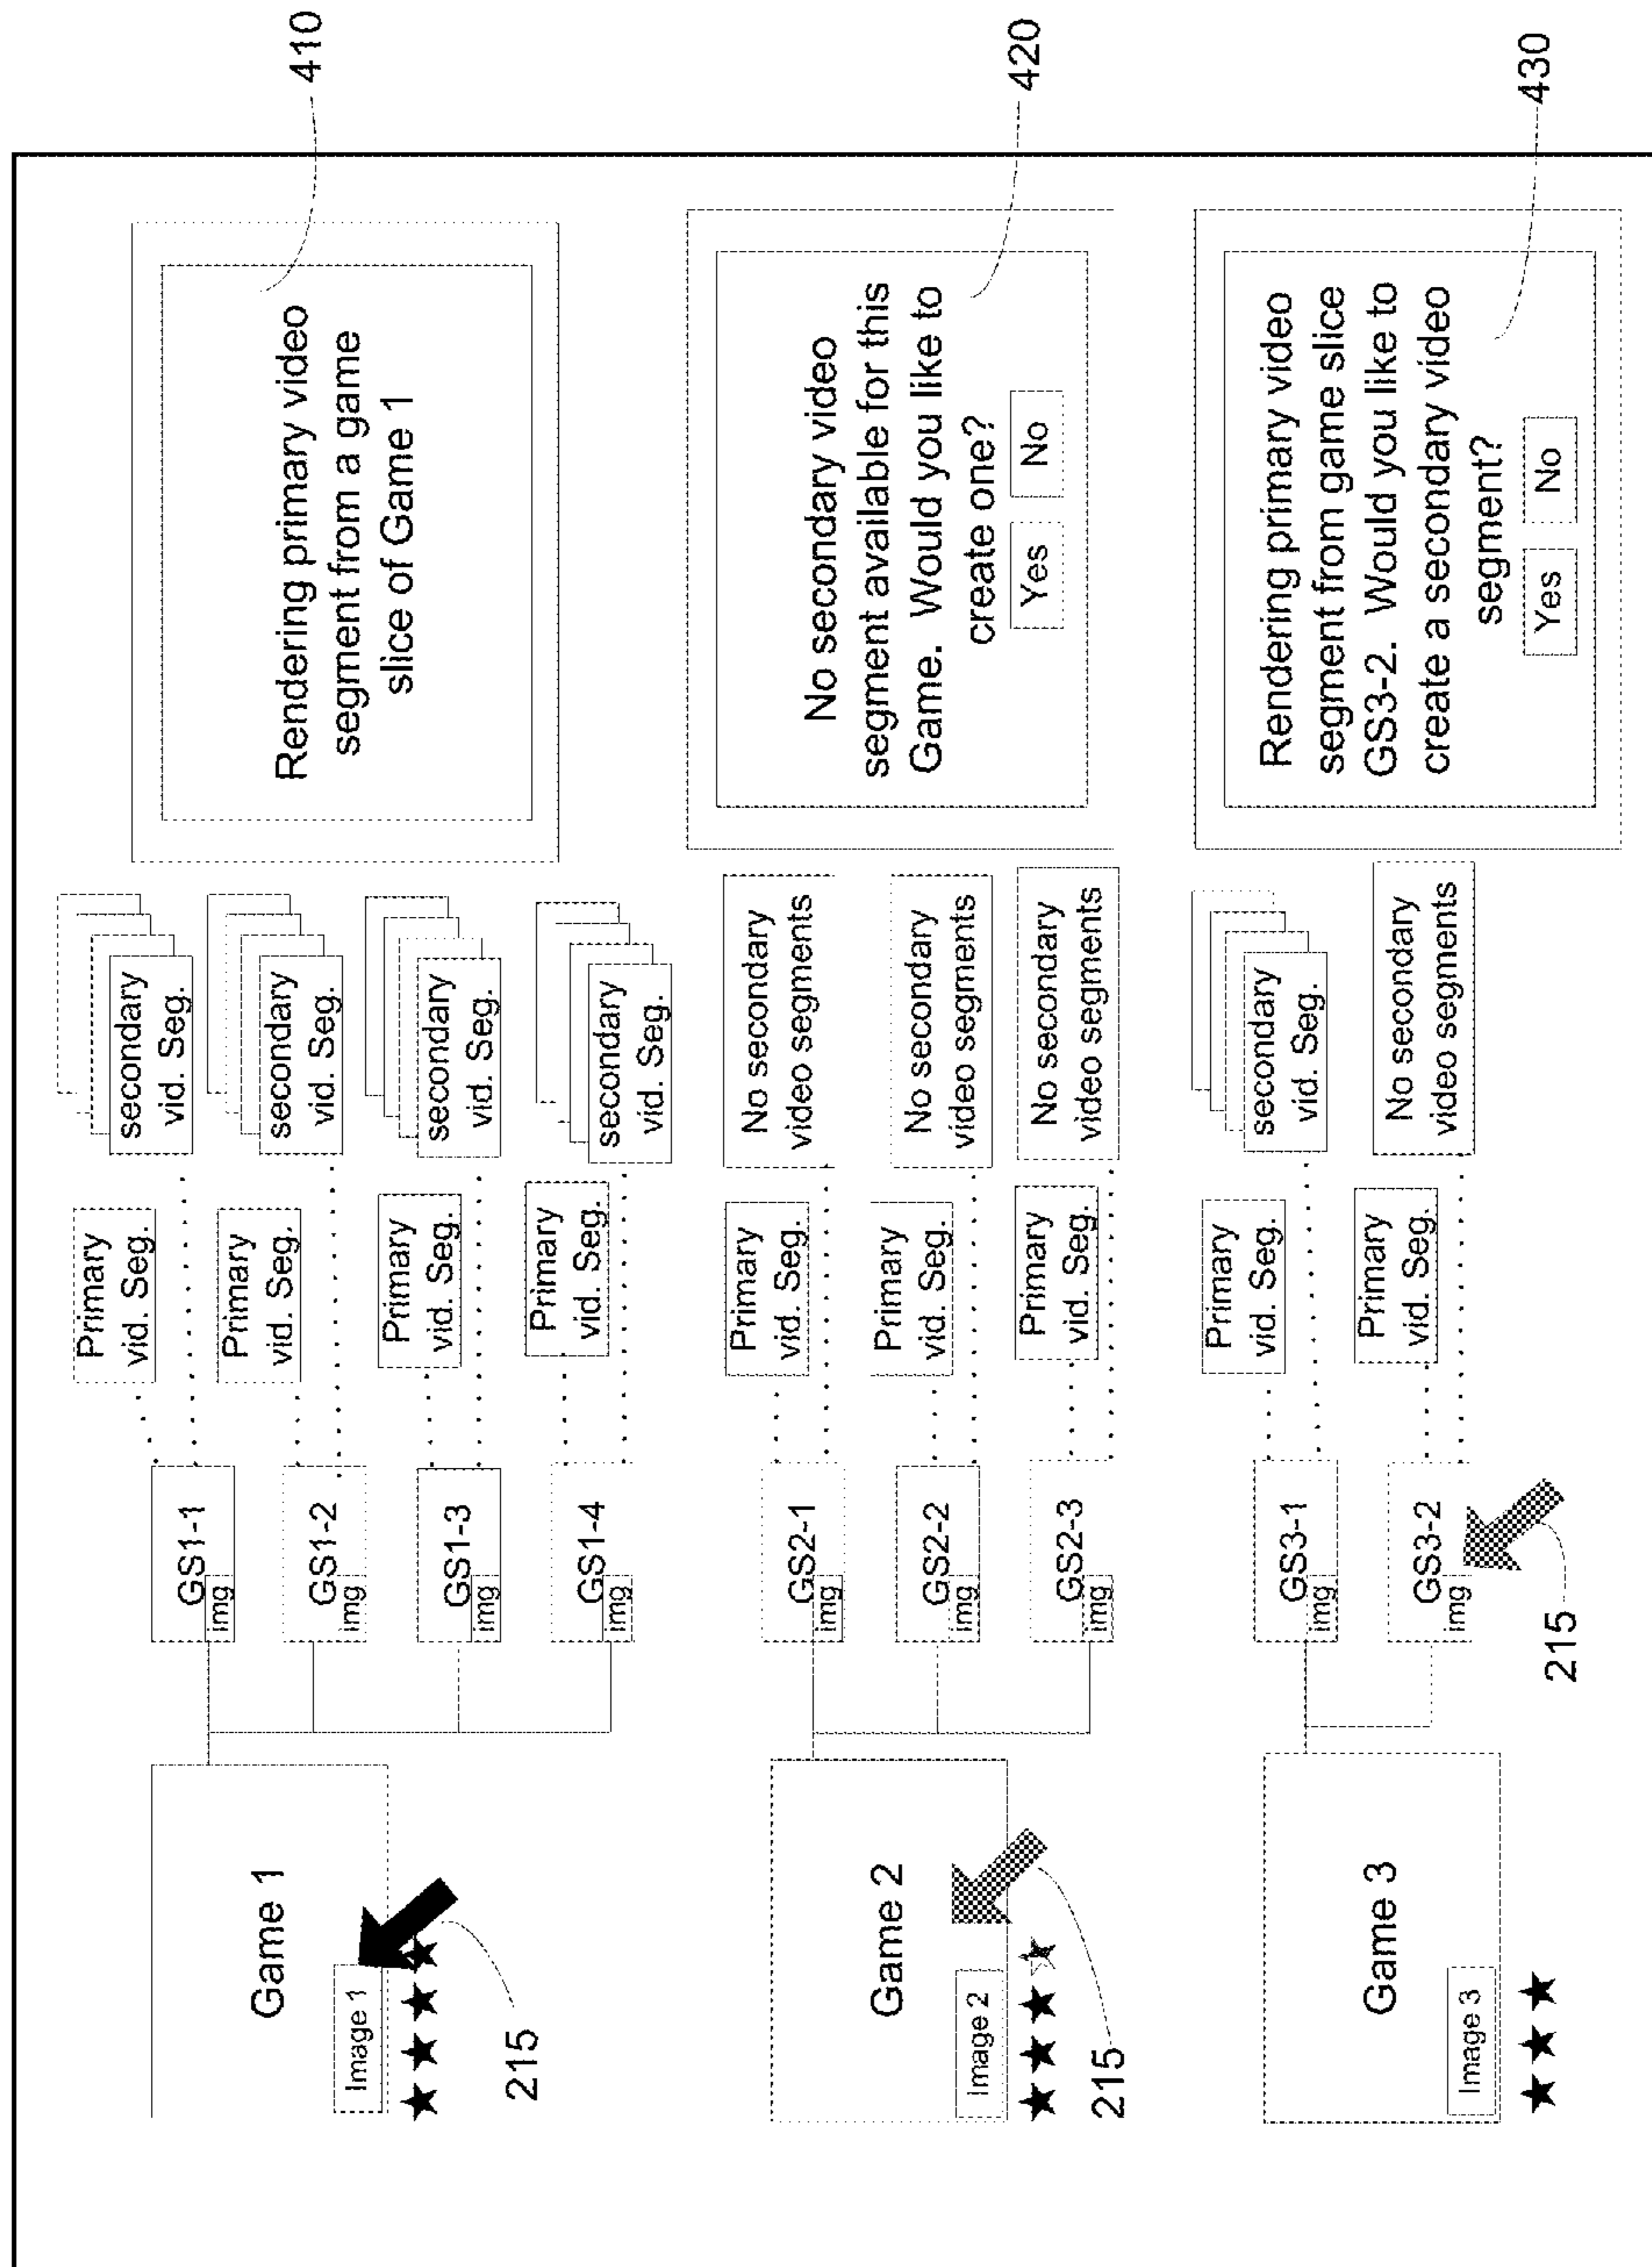 Game 1
Image 1
215
GS1-1
img
GS1-2
img
GS1-3
img
GS1-4
img
Primary
vid. Seg.
Primary
vid. Seg.
Primary
vid. Seg.
Primary
vid. Seg.
secondary
vid. Seg.
secondary
vid. Seg.
secondary
vid. Seg.
secondary
vid. Seg.
Rendering primary video
segment from a game
slice of Game 1
410
Game 2
Image 2
215
GS2-1
img
GS2-2
img
GS2-3
img
Primary
vid. Seg.
Primary
vid. Seg.
Primary
vid. Seg.
No secondary
video segments
No secondary
video segments
No secondary
video segments
No secondary video
segment available for this
Game. Would you like to
create one?
Yes
No
420
Game 3
Image 3
GS3-1
img
GS3-2
img
215
Primary
vid. Seg.
Primary
vid. Seg.
secondary
vid. Seg.
No secondary
video segments
Rendering primary video
segment from game slice
GS3-2. Would you like to
create a secondary video
segment?
Yes
No
430